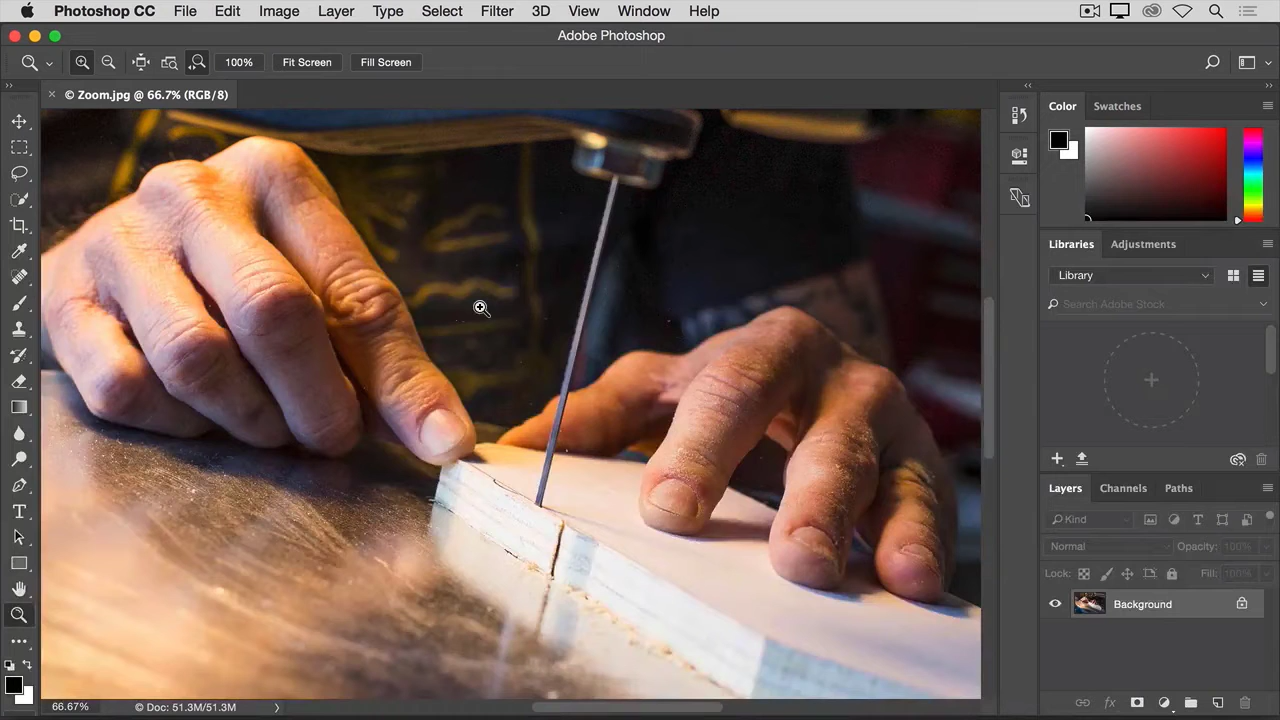 Photoshop CC File Edit Image Layer Type Select Filter 3D View Window Help
Adobe Photoshop
100% Fit Screen Fill Screen
© Zoom.jpg @ 66.7% (RGB/8)
Color Swatches
Libraries Adjustments
Library
Search Adobe Stock
Layers Channels Paths
Kind
Normal Opacity: 100%
Lock: Fill: 100%
Background
66.67% © Doc: 51.3M/51.3M